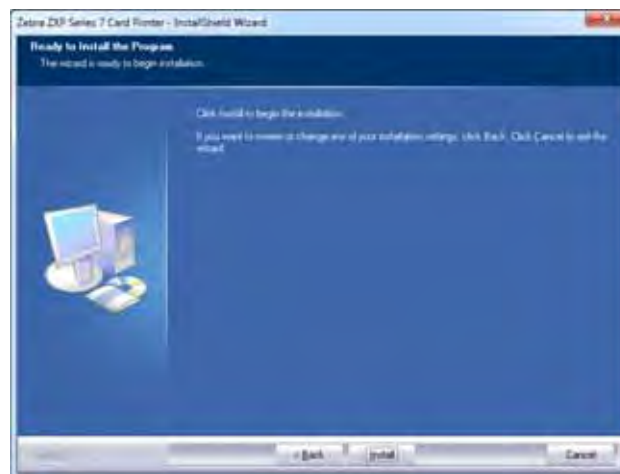 Zebra ZXP Series 7 Card Printer - InstallShield Wizard
Ready to Install the Program
The wizard is ready to begin installation.
Click Install to begin the installation.
If you want to review or change any of your installation settings, click Back. Click Cancel to exit the
wizard.
< Back
Install
Cancel